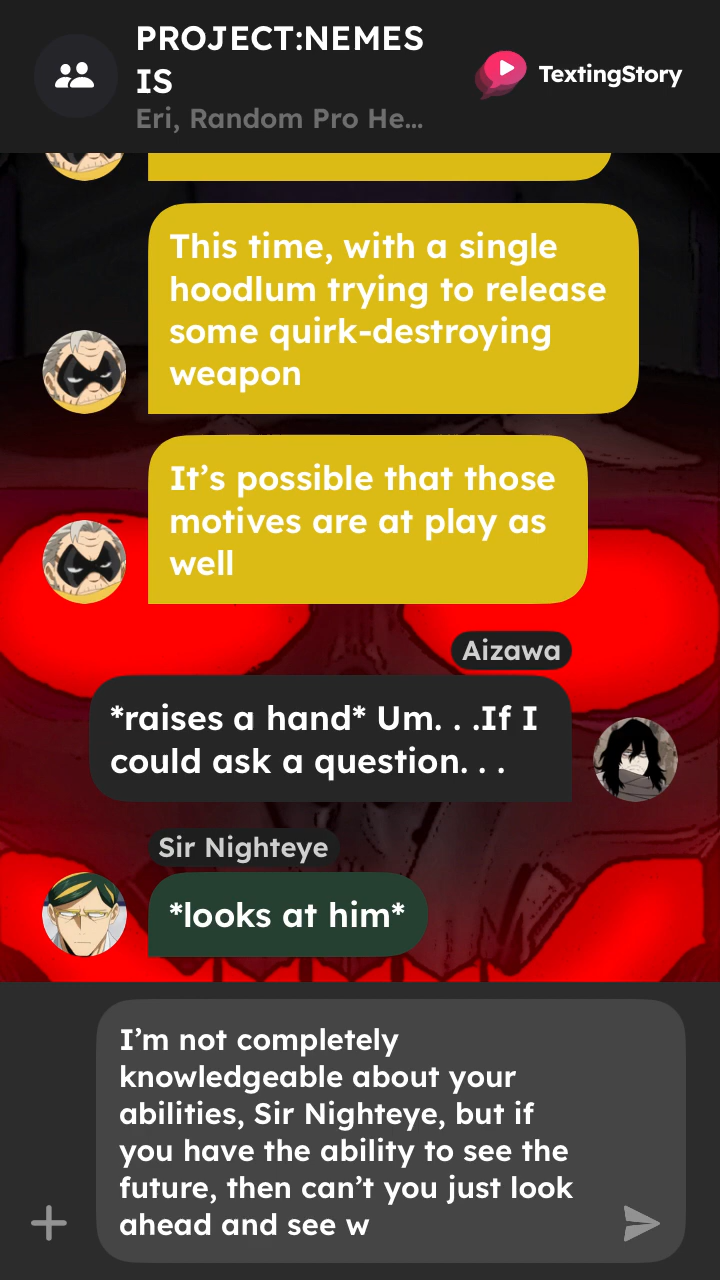 PROJECT:NEMES
IS
Eri, Random Pro He...
TextingStory
This time, with a single
hoodlum trying to release
some quirk-destroying
weapon
It’s possible that those
motives are at play as
well
Aizawa
*raises a hand* Um. . .If I
could ask a question. . .
Sir Nighteye
*looks at him*
I’m not completely
knowledgeable about your
abilities, Sir Nighteye, but if
you have the ability to see the
future, then can’t you just look
ahead and see w